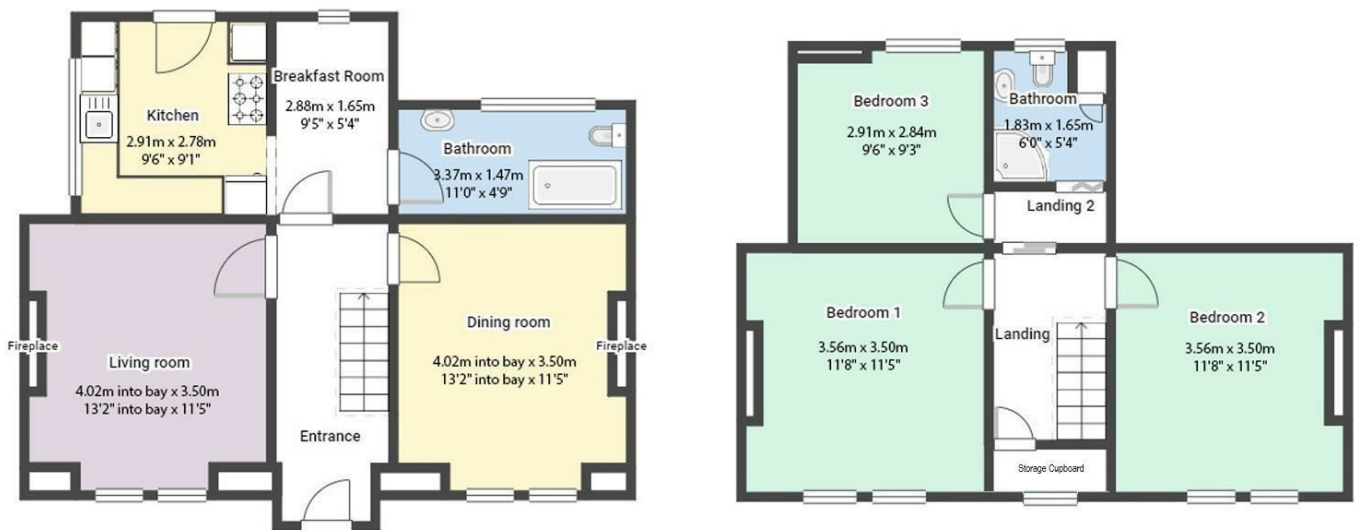 Kitchen
2.91m x 2.78m
9'6" x 9'1"
Breakfast Room
2.88m x 1.65m
9'5" x 5'4"
Bathroom
3.37m x 1.47m
11'0" x 4'9"
Fireplace
Living room
4.02m into bay x 3.50m
13'2" into bay x 11'5"
Entrance
Dining room
4.02m into bay x 3.50m
13'2" into bay x 11'5"
Fireplace
Bedroom 3
2.91m x 2.84m
9'6" x 9'3"
Bathroom
1.83m x 1.65m
6'0" x 5'4"
Landing 2
Bedroom 1
3.56m x 3.50m
11'8" x 11'5"
Landing
Bedroom 2
3.56m x 3.50m
11'8" x 11'5"
Storage Cupboard